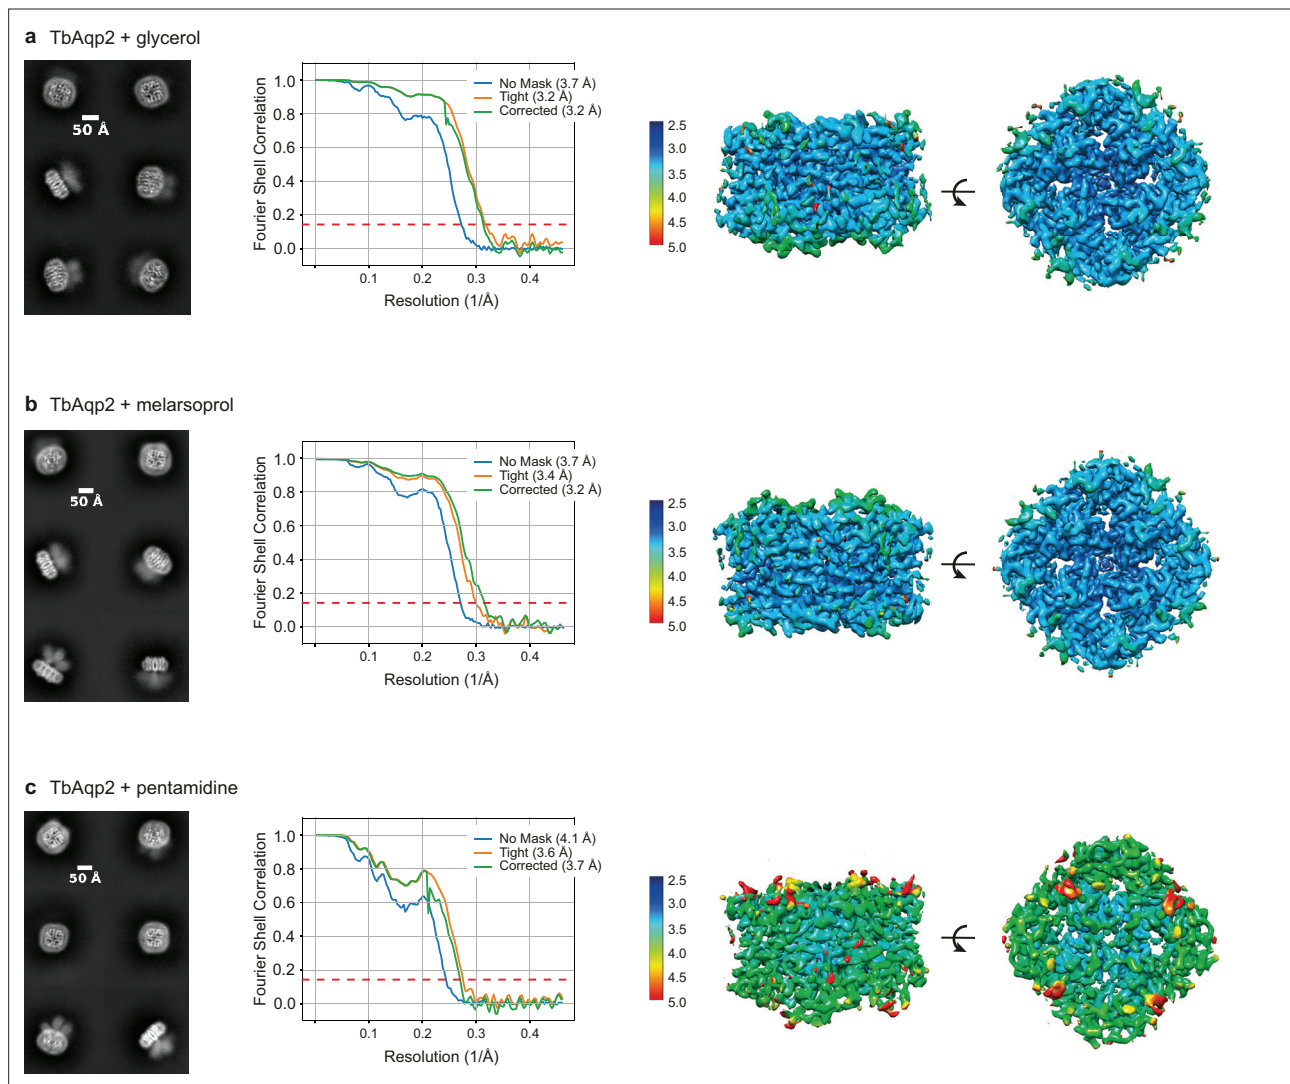 a TbAqp2 + glycerol
50 Å
Fourier Shell Correlation
1.0
0.8
0.6
0.4
0.2
0.0
No Mask (3.7 Å)
Tight (3.2 Å)
Corrected (3.2 Å)
0.1 0.2 0.3 0.4
Resolution (1/Å)
2.5
3.0
3.5
4.0
4.5
5.0
b TbAqp2 + melarsoprol
50 Å
Fourier Shell Correlation
1.0
0.8
0.6
0.4
0.2
0.0
No Mask (3.7 Å)
Tight (3.4 Å)
Corrected (3.2 Å)
0.1 0.2 0.3 0.4
Resolution (1/Å)
2.5
3.0
3.5
4.0
4.5
5.0
c TbAqp2 + pentamidine
50 Å
Fourier Shell Correlation
1.0
0.8
0.6
0.4
0.2
0.0
No Mask (4.1 Å)
Tight (3.6 Å)
Corrected (3.7 Å)
0.1 0.2 0.3 0.4
Resolution (1/Å)
2.5
3.0
3.5
4.0
4.5
5.0